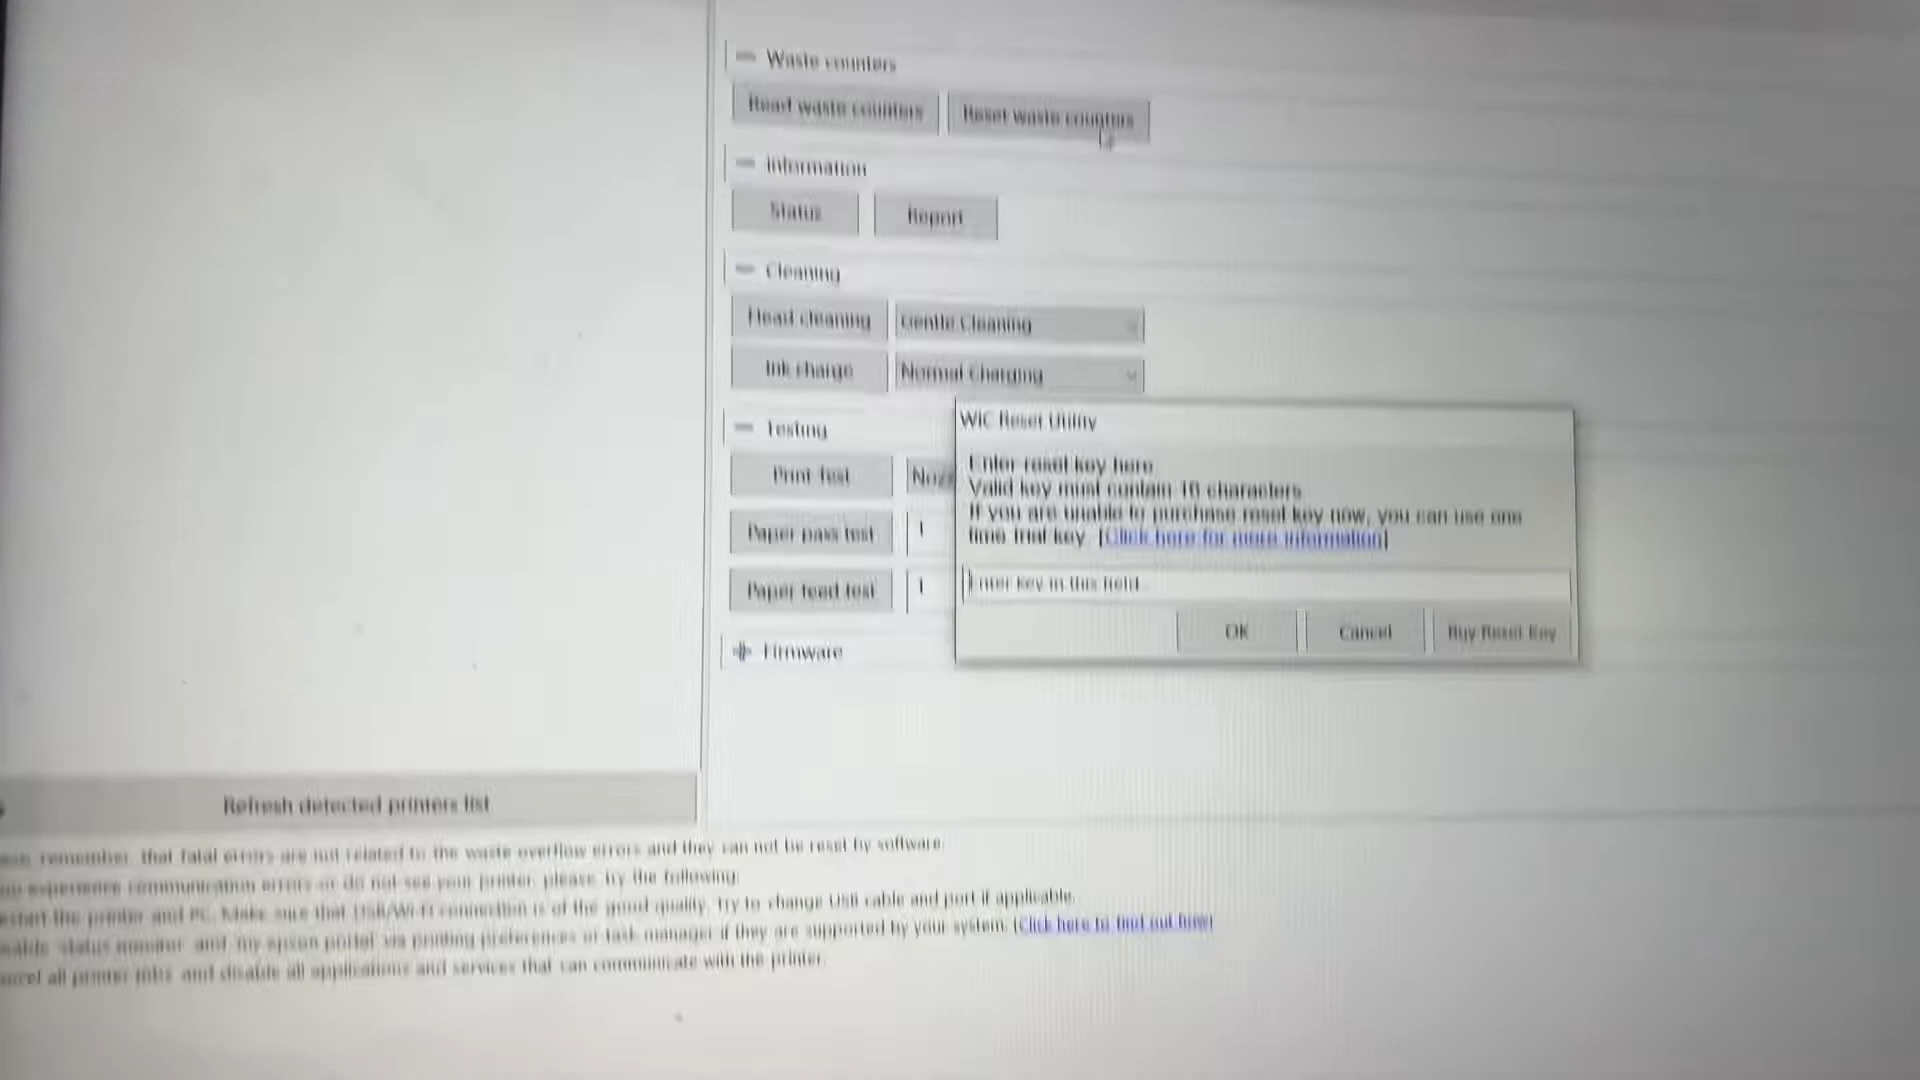 Waste counters
Read waste counters
Reset waste counters
Information
Status
Report
Cleaning
Head cleaning
Gentle Cleaning
Ink charge
Normal Charging
Testing
Print Test
Paper pass test
1
Paper feed test
1
Firmware
WIC Reset Utility
Enter reset key here
Valid key must contain 16 characters
If you are unable to purchase reset key now, you can use one
time trial key [Click here for more information]
Enter key in this field
OK
Cancel
Buy Reset Key
Refresh detected printers list
remember that fatal errors are not related to the waste overflow errors and they can not be reset by software.
experience communication errors or do not see your printer, please, try the following:
the printer and PC. Make sure that USB/Wi-Fi connection is of the good quality. Try to change USB cable and port if applicable.
status monitor and my epson portal via printing preferences or task manager if they are supported by your system. [Click here to find out how]
all printer jobs and disable all applications and services that can communicate with the printer.